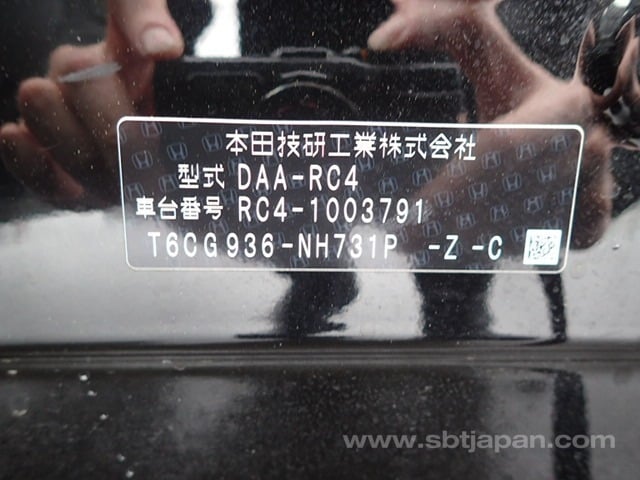 本田技研工業株式会社
型式 DAA-RC4
車台番号 RC4-1003791
T6CG936-NH731P -Z -C
www.sbtjapan.com